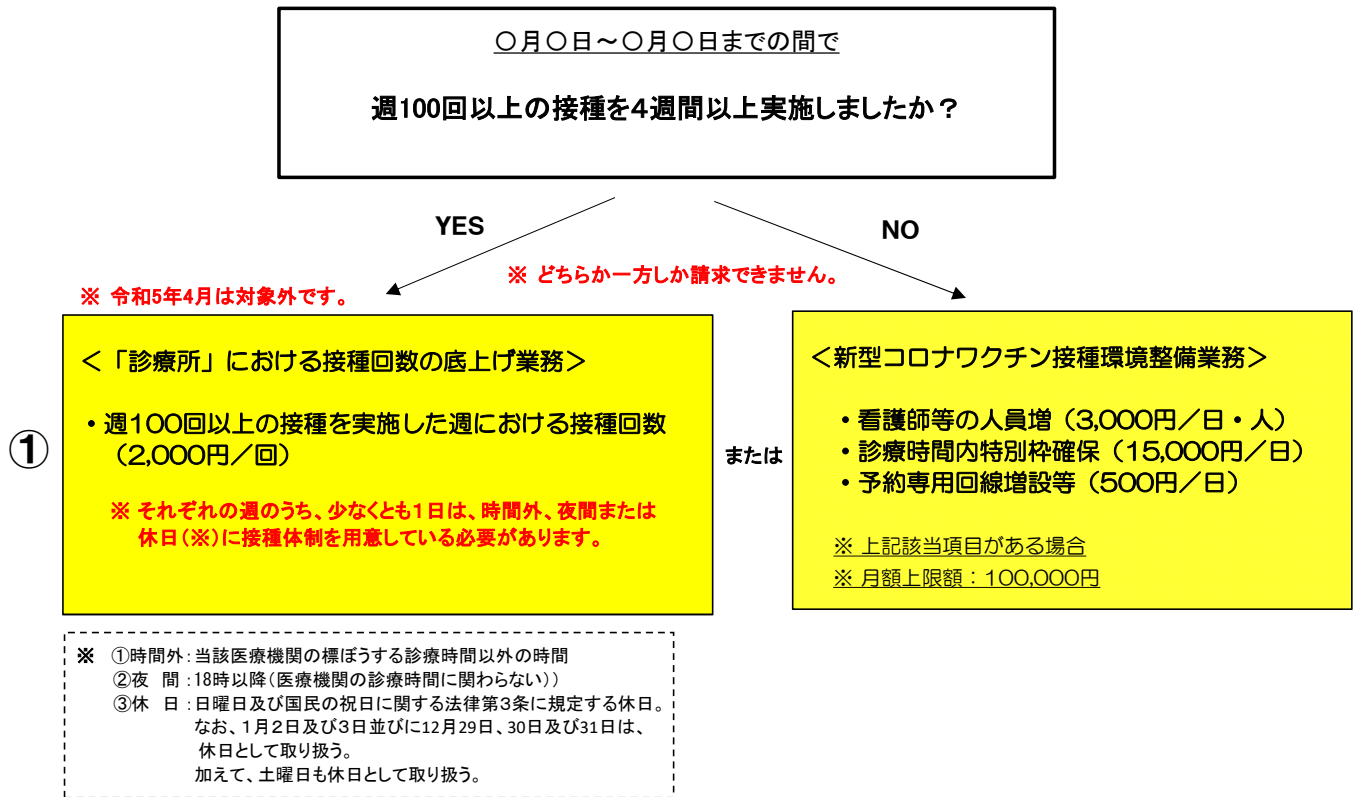 〇月〇日～〇月〇日までの間で
週100回以上の接種を4週間以上実施しましたか？
YES
NO
※ どちらか一方しか請求できません。
※ 令和5年4月は対象外です。
①
＜「診療所」における接種回数の底上げ業務＞
・週100回以上の接種を実施した週における接種回数
（2,000円／回）
※ それぞれの週のうち、少なくとも1日は、時間外、夜間または
休日（※）に接種体制を用意している必要があります。
または
＜新型コロナワクチン接種環境整備業務＞
・看護師等の人員増（3,000円／日・人）
・診療時間内特別枠確保（15,000円／日）
・予約専用回線増設等（500円／日）
※ 上記該当項目がある場合
※ 月額上限額：100,000円
※ ①時間外：当該医療機関の標ぼうする診療時間以外の時間
②夜 間：18時以降（医療機関の診療時間に関わらない））
③休 日：日曜日及び国民の祝日に関する法律第3条に規定する休日。
なお、1月2日及び3日並びに12月29日、30日及び31日は、
休日として取り扱う。
加えて、土曜日も休日として取り扱う。